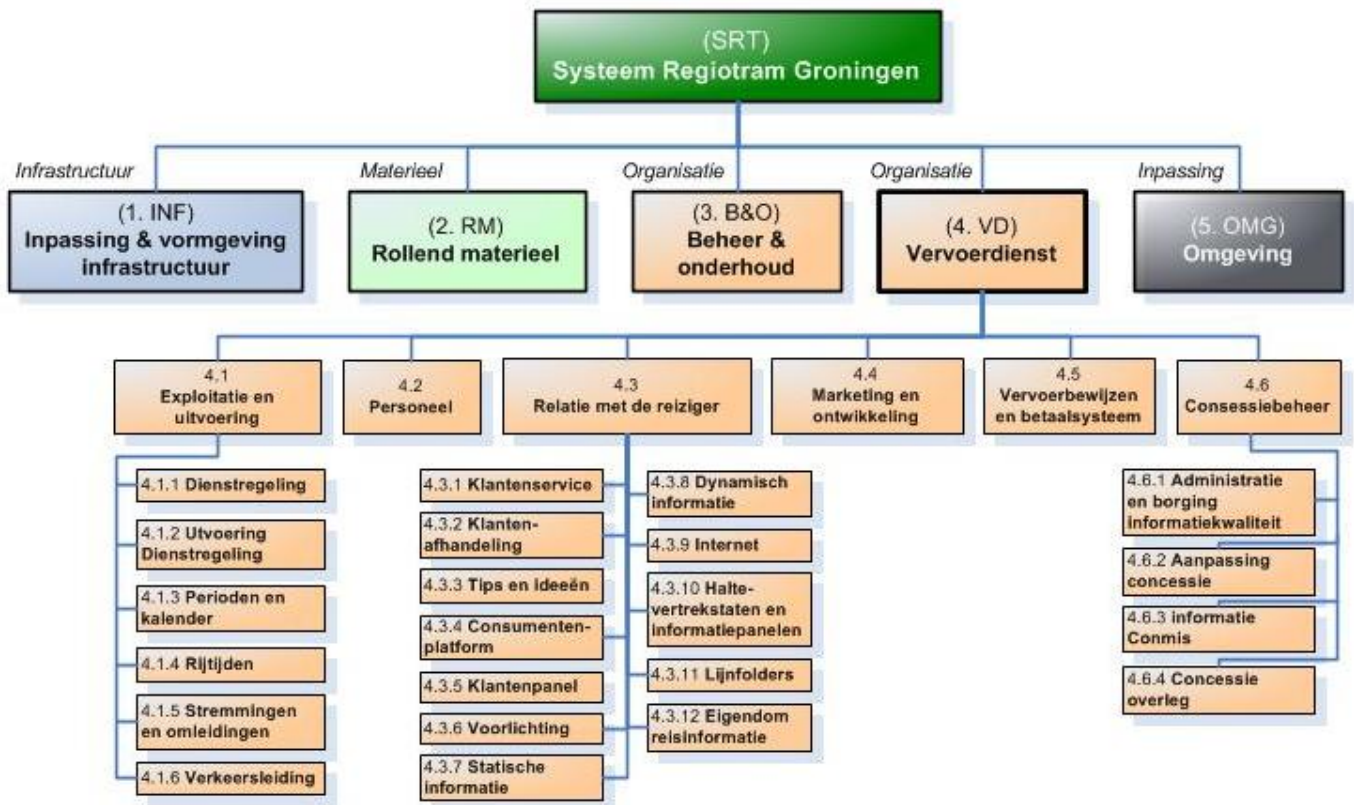 (SRT)
Systeem Regiotram Groningen
Infrastructuur
Materieel
Organisatie
Organisatie
Inpassing
(1. INF)
Inpassing & vormgeving
infrastructuur
(2. RM)
Rollend materieel
(3. B&O)
Beheer &
onderhoud
(4. VD)
Vervoerdienst
(5. OMG)
Omgeving
4.1
Exploitatie en
uitvoering
4.2
Personeel
4.3
Relatie met de reiziger
4.4
Marketing en
ontwikkeling
4.5
Vervoerbewijzen
en betaalsysteem
4.6
Consessiebeheer
4.1.1 Dienstregeling
4.1.2 Utvoering
Dienstregeling
4.1.3 Perioden en
kalender
4.1.4 Rijtijden
4.1.5 Stremmingen
en omleidingen
4.1.6 Verkeersleiding
4.3.1 Klantenservice
4.3.2 Klanten-
afhandeling
4.3.3 Tips en Ideeën
4.3.4 Consumenten-
platform
4.3.5 Klantenpanel
4.3.6 Voorlichting
4.3.7 Statische
informatie
4.3.8 Dynamisch
informatie
4.3.9 Internet
4.3.10 Halte-
vertrekstaten en
informatiepanelen
4.3.11 Lijnfolders
4.3.12 Eigendom
reisinformatie
4.6.1 Administratie
en borging
informatiekwaliteit
4.6.2 Aanpassing
concessie
4.6.3 informatie
Conmis
4.6.4 Concessie
overleg